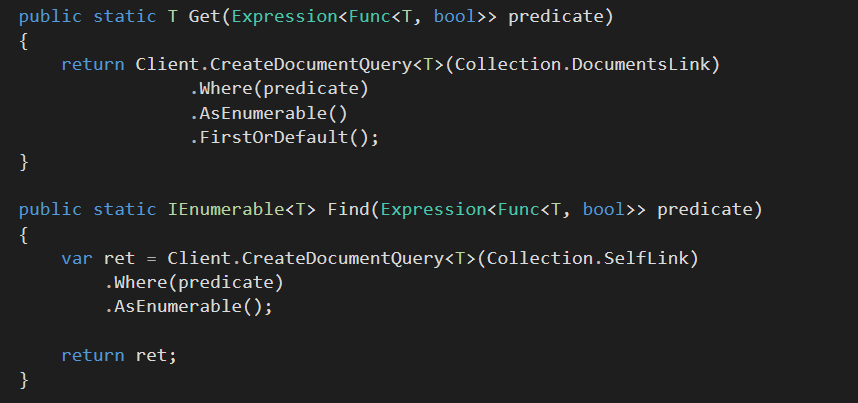 public static T Get(Expression<Func<T, bool>> predicate)
{
    return Client.CreateDocumentQuery<T>(Collection.DocumentsLink)
                .Where(predicate)
                .AsEnumerable()
                .FirstOrDefault();
}

public static IEnumerable<T> Find(Expression<Func<T, bool>> predicate)
{
    var ret = Client.CreateDocumentQuery<T>(Collection.SelfLink)
        .Where(predicate)
        .AsEnumerable();

    return ret;
}